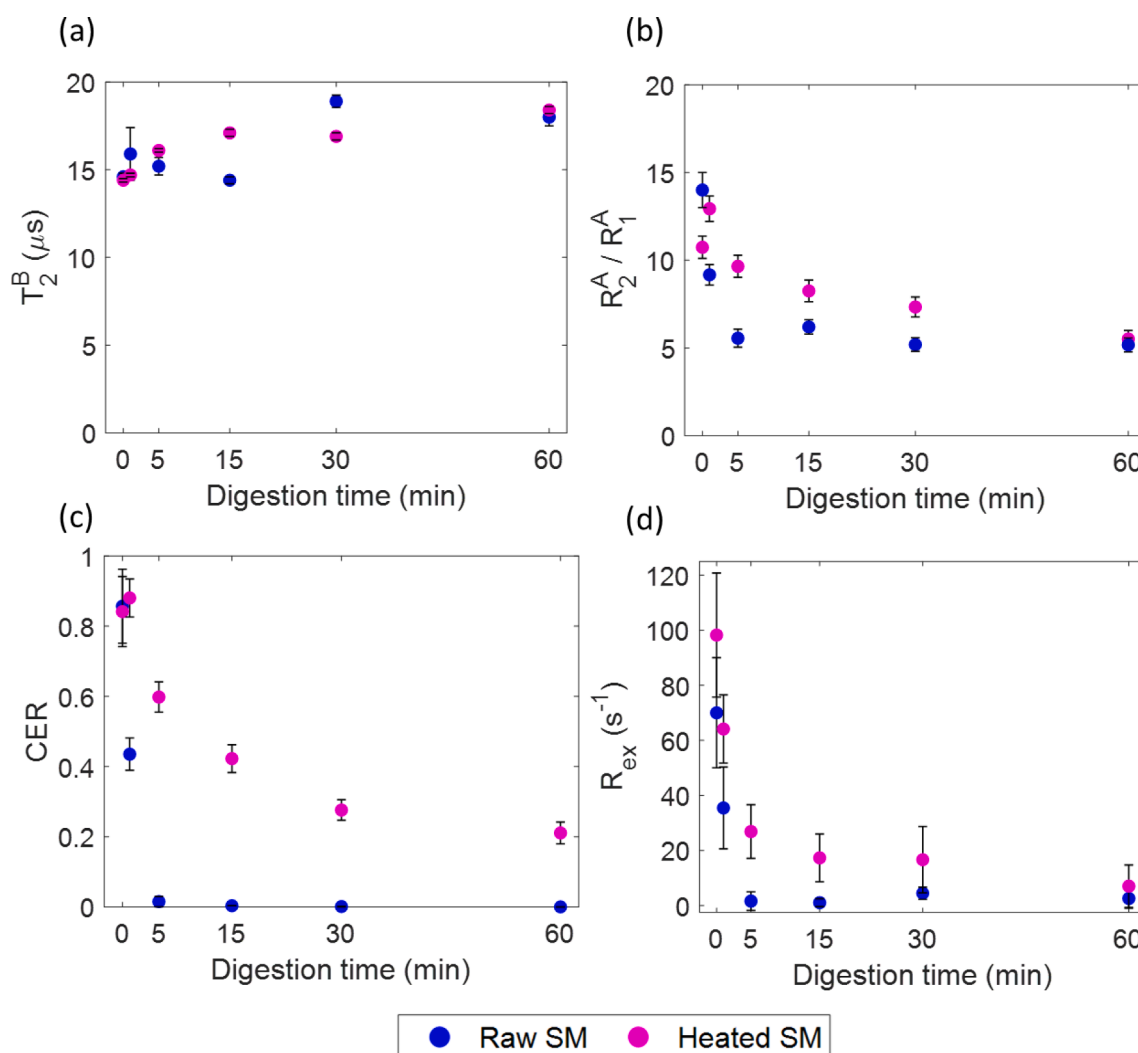 (a)
20
15
10
5
0
T₂ᴮ (μs)
0 5 15 30 60
Digestion time (min)
(b)
20
15
10
5
0
R₂ᴬ / R₁ᴬ
0 5 15 30 60
Digestion time (min)
(c)
1
0.8
0.6
0.4
0.2
0
CER
0 5 15 30 60
Digestion time (min)
(d)
120
100
80
60
40
20
0
R_ex (s⁻¹)
0 5 15 30 60
Digestion time (min)
Raw SM Heated SM